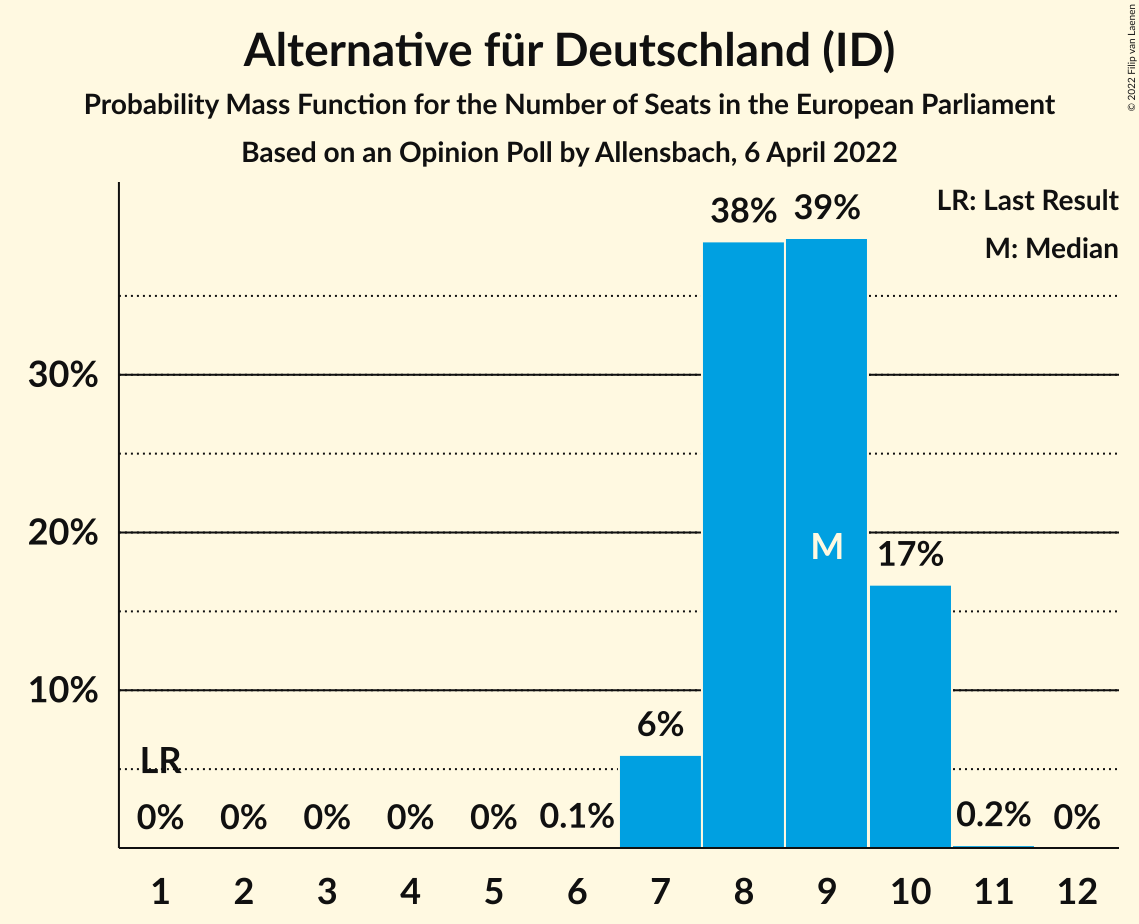 Alternative für Deutschland (ID)
Probability Mass Function for the Number of Seats in the European Parliament
Based on an Opinion Poll by Allensbach, 6 April 2022
© 2022 Filip van Laenen
LR: Last Result
M: Median
38% 39%
30%
20%
M
17%
10%
6%
LR
0% 0% 0% 0% 0% 0.1% 0.2% 0%
1 2 3 4 5 6 7 8 9 10 11 12